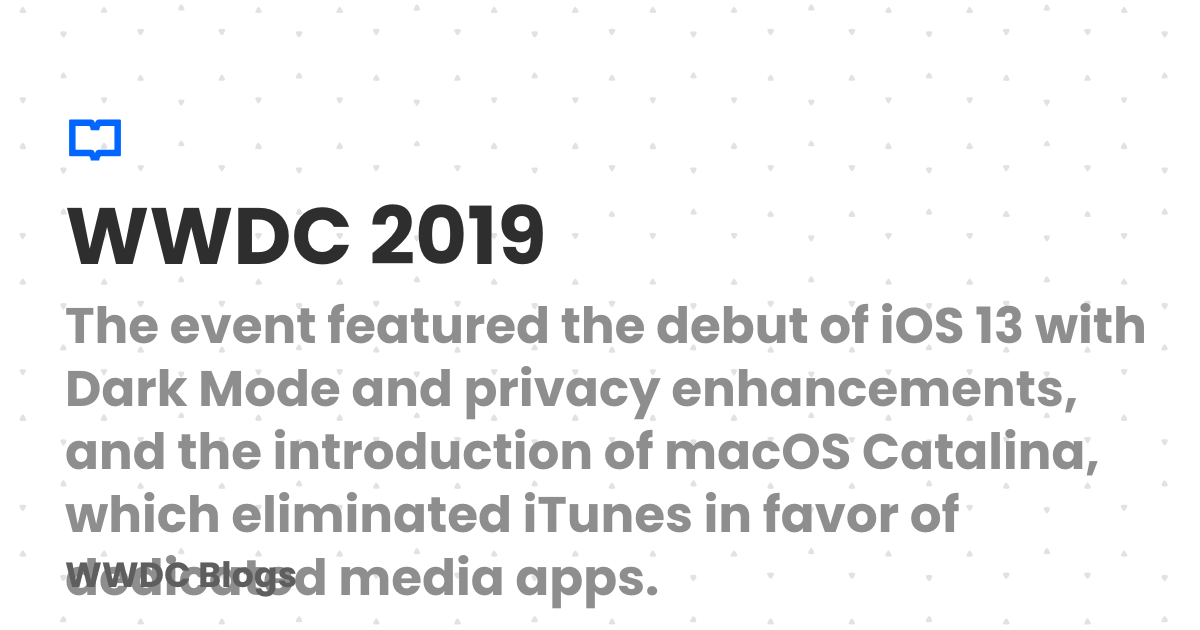 WWDC 2019
The event featured the debut of iOS 13 with
Dark Mode and privacy enhancements,
and the introduction of macOS Catalina,
which eliminated iTunes in favor of
dedicated media apps.
WWDC Blogs